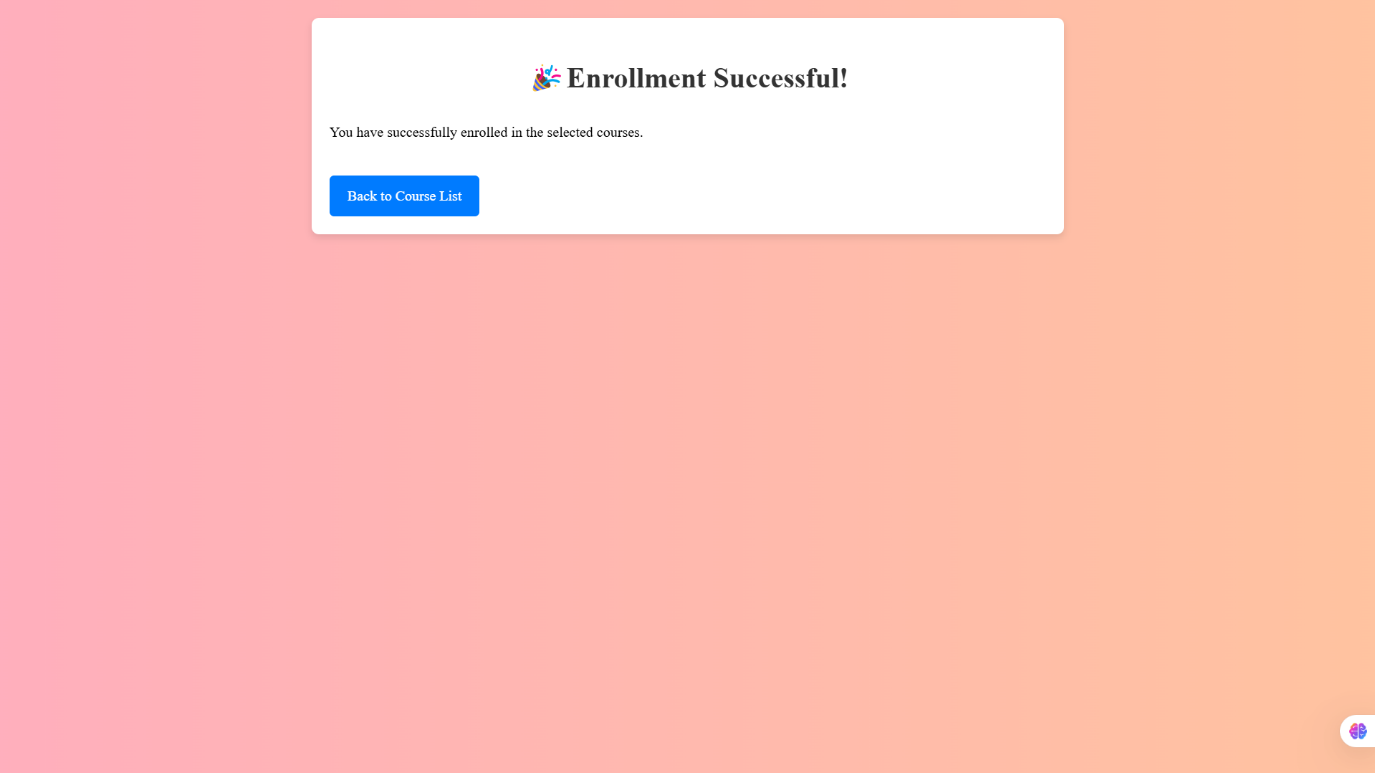 🎉 Enrollment Successful!
You have successfully enrolled in the selected courses.
Back to Course List